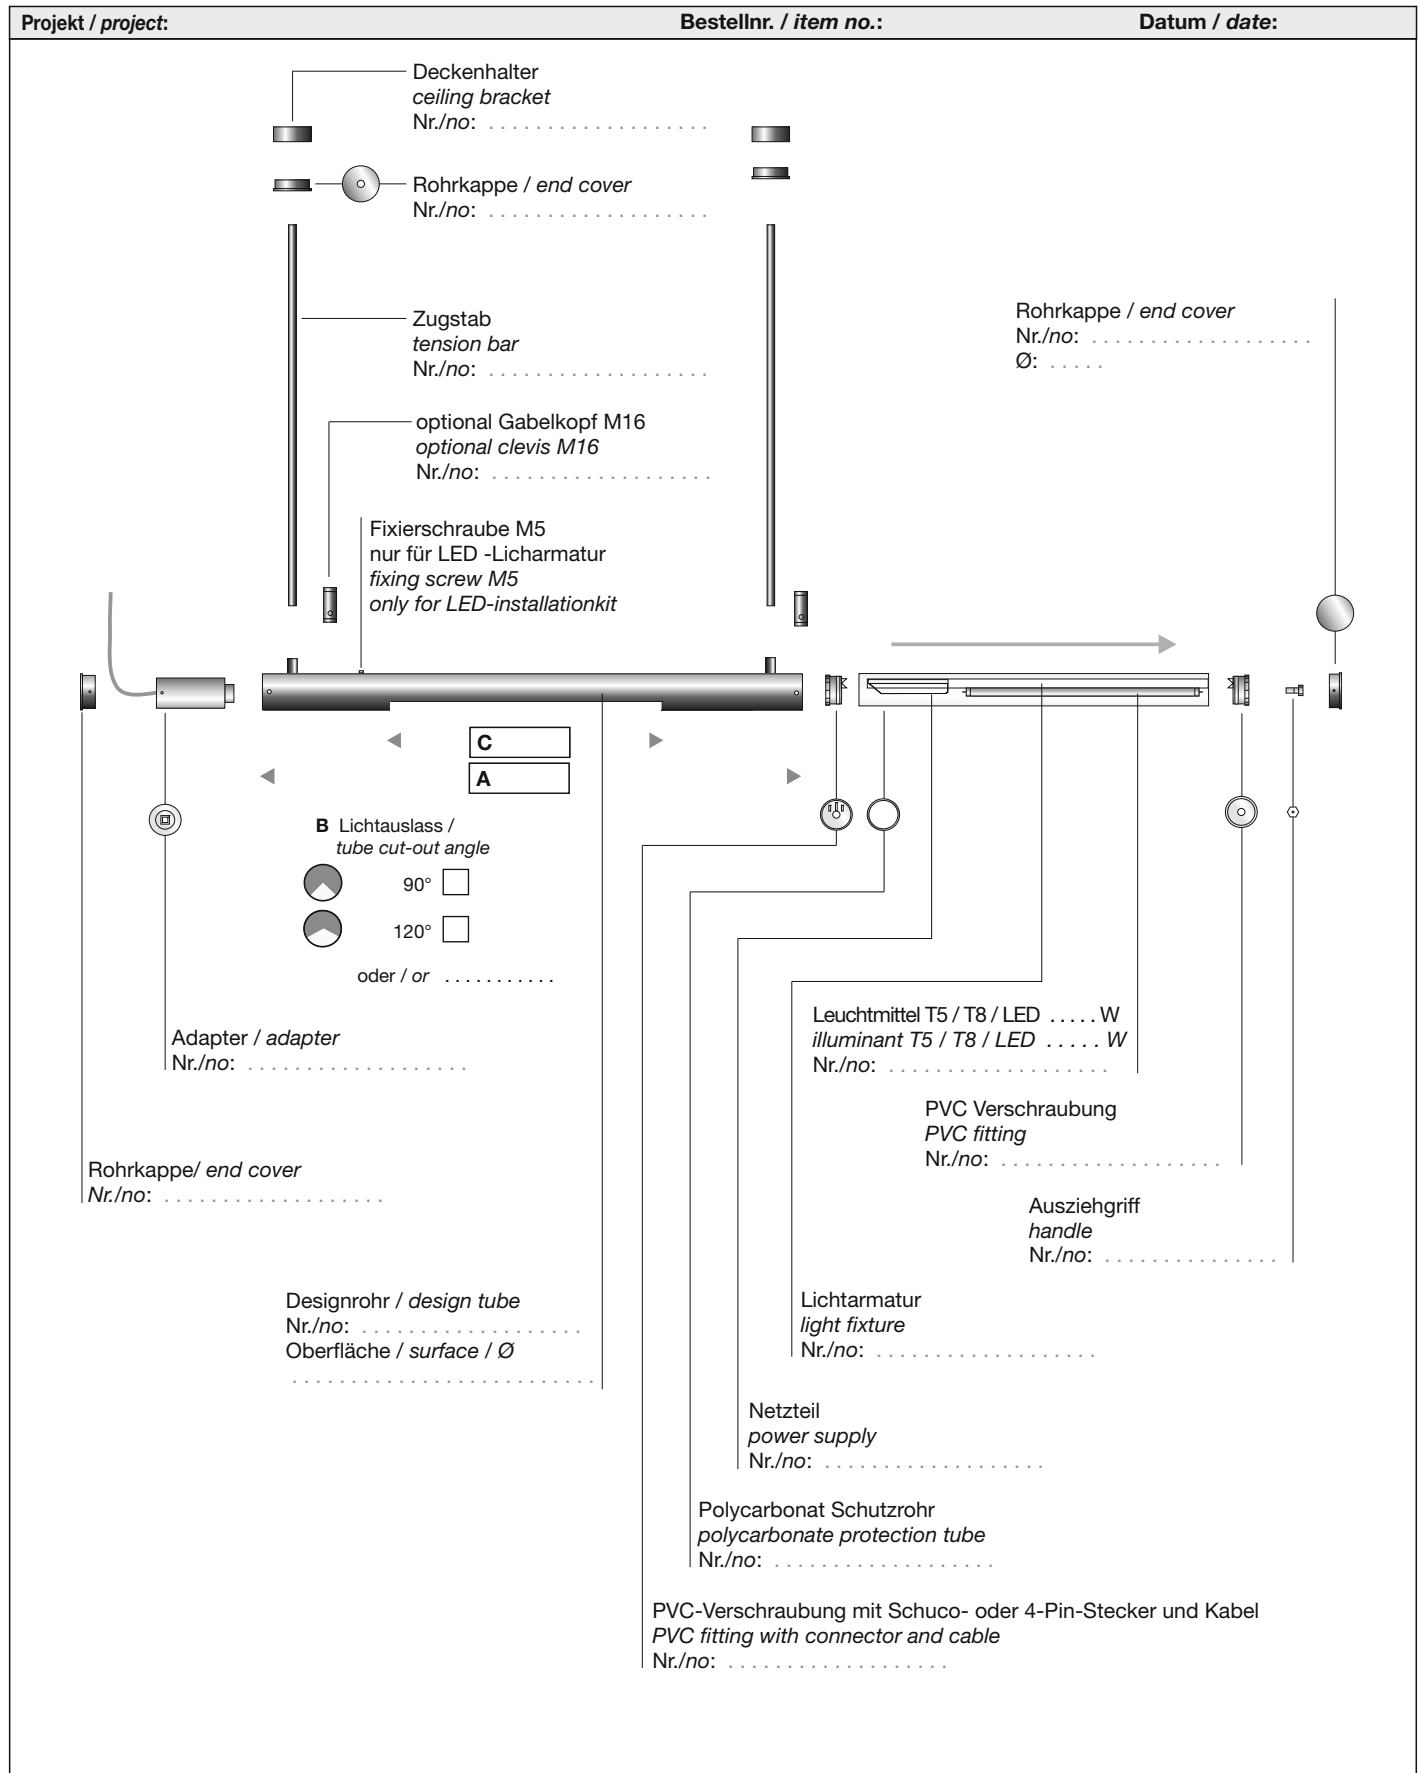 Projekt / project: Bestellnr. / item no.: Datum / date:
Deckenhalter
ceiling bracket
Nr./no: . . . . . . . . . . . . . . . . . . .
Rohrkappe / end cover
Nr./no: . . . . . . . . . . . . . . . . . . .
Zugstab
tension bar
Nr./no: . . . . . . . . . . . . . . . . . . .
Rohrkappe / end cover
Nr./no: . . . . . . . . . . . . . . . . . . .
Ø: . . . . .
optional Gabelkopf M16
optional clevis M16
Nr./no: . . . . . . . . . . . . . . . . . . .
Fixierschraube M5
nur für LED -Licharmatur
fixing screw M5
only for LED-installationkit
C
A
B Lichtauslass /
tube cut-out angle
90°
120°
oder / or . . . . . . . . . . .
Adapter / adapter
Nr./no: . . . . . . . . . . . . . . . . . . .
Leuchtmittel T5 / T8 / LED . . . . . W
illuminant T5 / T8 / LED . . . . . W
Nr./no: . . . . . . . . . . . . . . . . . . .
PVC Verschraubung
PVC fitting
Nr./no: . . . . . . . . . . . . . . . . . . .
Rohrkappe/ end cover
Nr./no: . . . . . . . . . . . . . . . . . . .
Ausziehgriff
handle
Nr./no: . . . . . . . . . . . . . . .
Designrohr / design tube
Nr./no: . . . . . . . . . . . . . . . . . . .
Oberfläche / surface / Ø
. . . . . . . . . . . . . . . . . . . . . . . . . .
Lichtarmatur
light fixture
Nr./no: . . . . . . . . . . . . . . . . . . .
Netzteil
power supply
Nr./no: . . . . . . . . . . . . . . . . . . .
Polycarbonat Schutzrohr
polycarbonate protection tube
Nr./no: . . . . . . . . . . . . . . . . . . .
PVC-Verschraubung mit Schuco- oder 4-Pin-Stecker und Kabel
PVC fitting with connector and cable
Nr./no: . . . . . . . . . . . . . . . . . . .